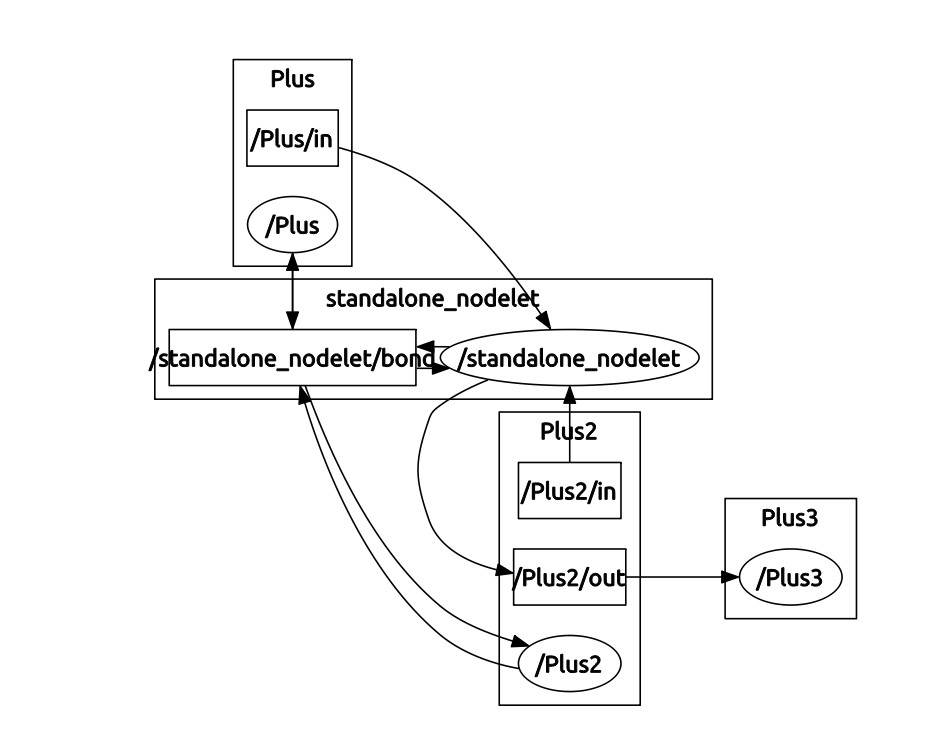 Plus
/Plus/in
/Plus
standalone_nodelet
/standalone_nodelet/bond
/standalone_nodelet
Plus2
/Plus2/in
Plus3
/Plus2/out
/Plus3
/Plus2